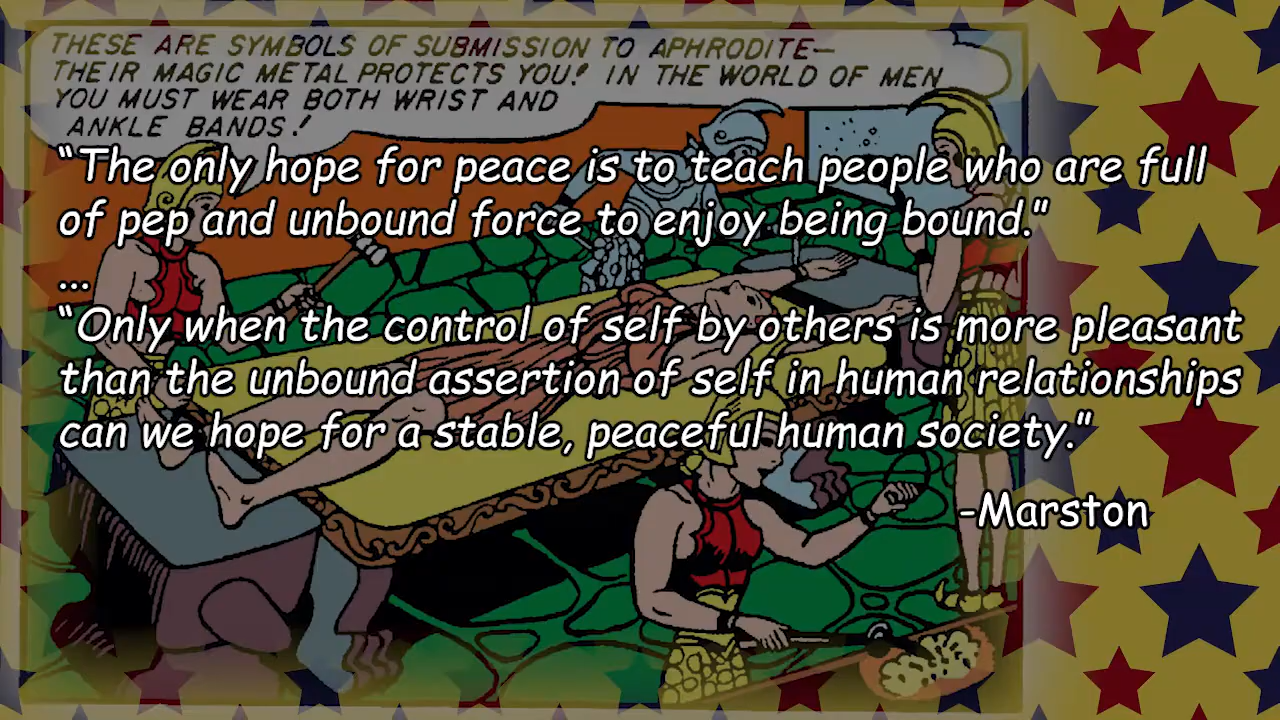 THESE ARE SYMBOLS OF SUBMISSION TO APHRODITE—
THEIR MAGIC METAL PROTECTS YOU! IN THE WORLD OF MEN
YOU MUST WEAR BOTH WRIST AND
ANKLE BANDS!
“The only hope for peace is to teach people who are full
of pep and unbound force to enjoy being bound.”
...
“Only when the control of self by others is more pleasant
than the unbound assertion of self in human relationships
can we hope for a stable, peaceful human society.”
-Marston